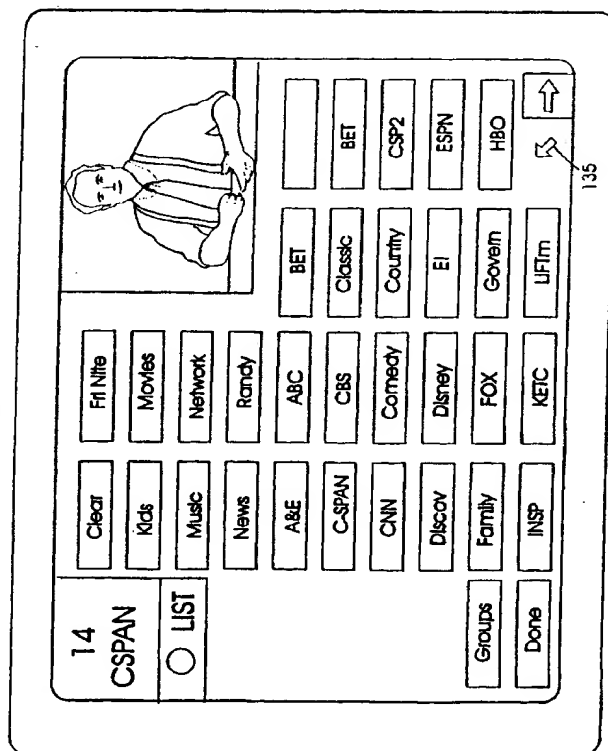 14
CSPAN
LIST
Clear Fri Nite
Kids Movies
Music Network
News Randy
A&E ABC BET
C-SPAN CBS Classic BET
CNN Comedy Country CSP2
Discov Disney E! ESPN
Groups Family FOX Govern HBO
Done INSP KETC LIFTm
135